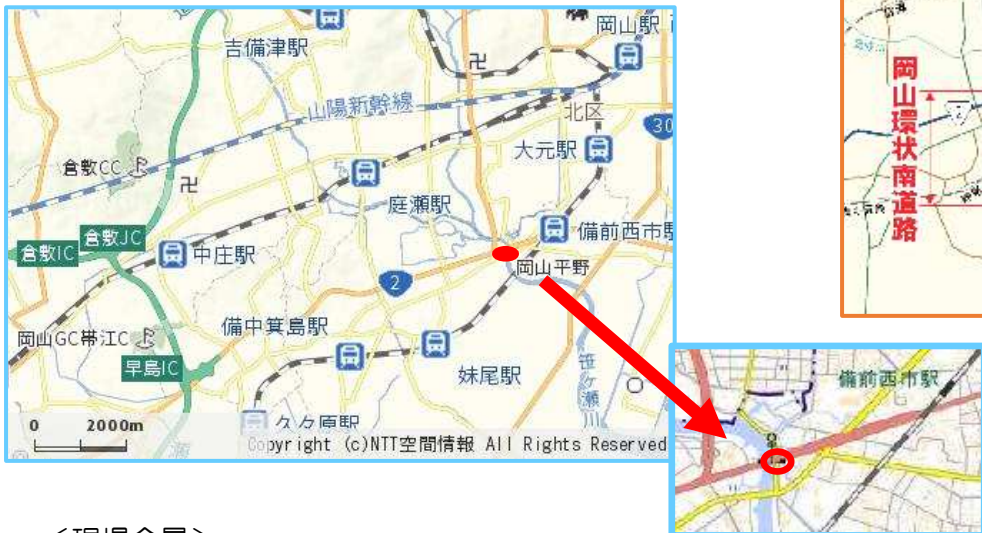 岡山駅
吉備津駅
山陽新幹線
北区
30
大元駅
倉敷CC
庭瀬駅
倉敷JC
倉敷IC
中庄駅
備前西市駅
岡山平野
2
備中箕島駅
岡山GC帯江C
早島IC
妹尾駅
笹ヶ瀬川
0 2000m
久々原駅
Copyright (c)NTT空間情報 All Rights Reserved
岡山環状南道路
2
備前西市駅